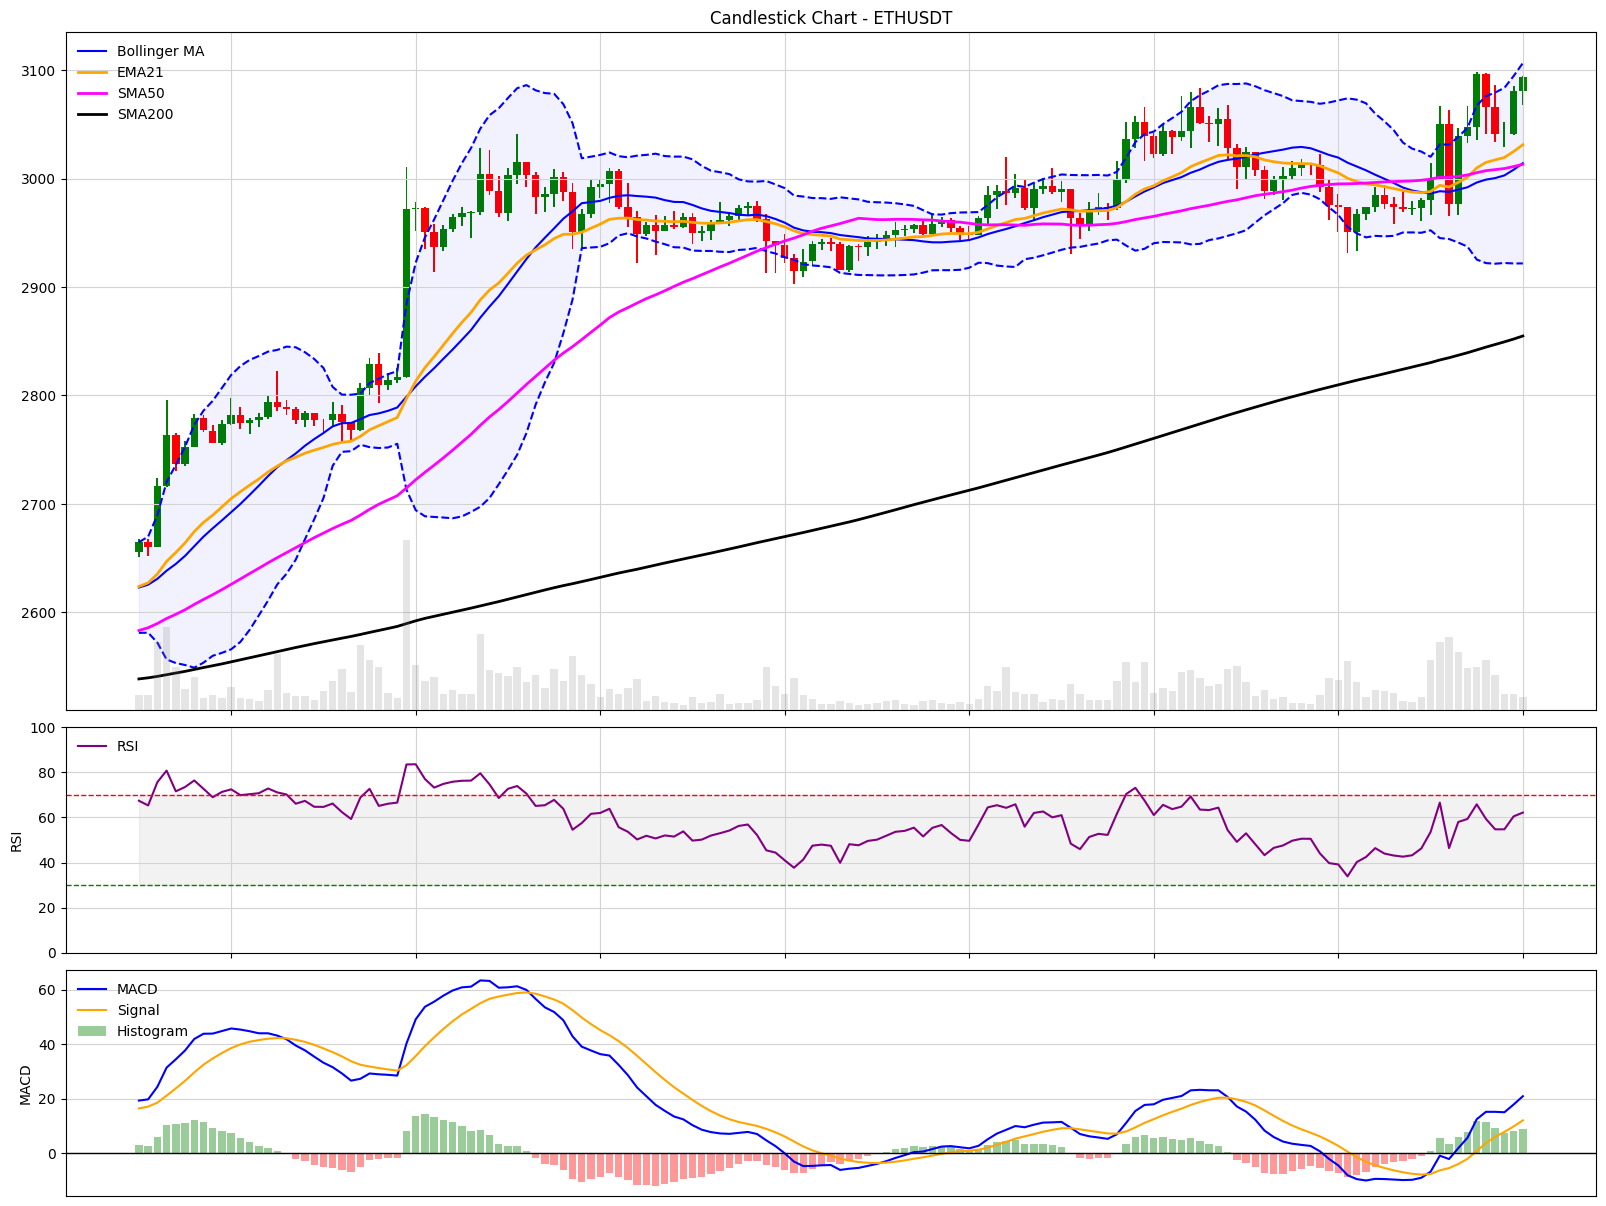 Candlestick Chart - ETHUSDT
Bollinger MA
EMA21
SMA50
SMA200
3100
3000
2900
2800
2700
2600
RSI
100
80
60
40
20
0
RSI
MACD
Signal
Histogram
60
40
20
0
MACD